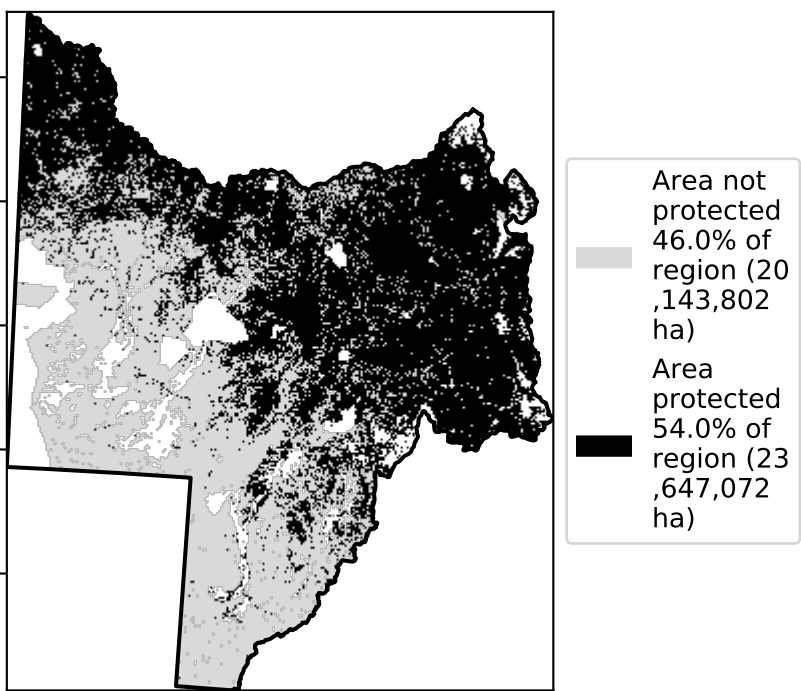 Area not
protected
46.0% of
region (20
,143,802
ha)
Area
protected
54.0% of
region (23
,647,072
ha)